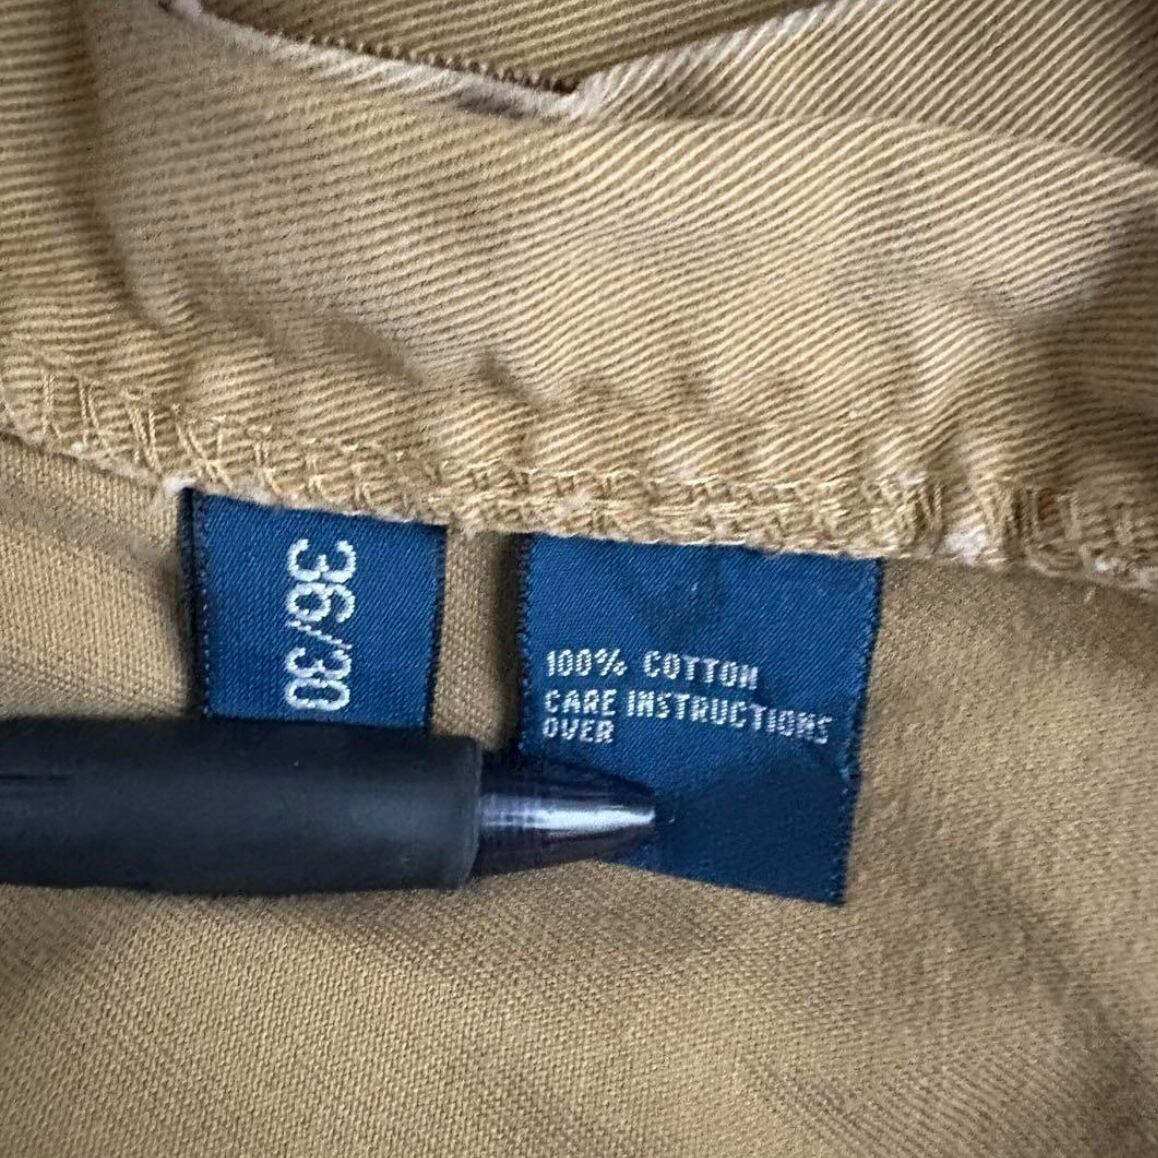 36/30
100% COTTON
CARE INSTRUCTIONS
OVER